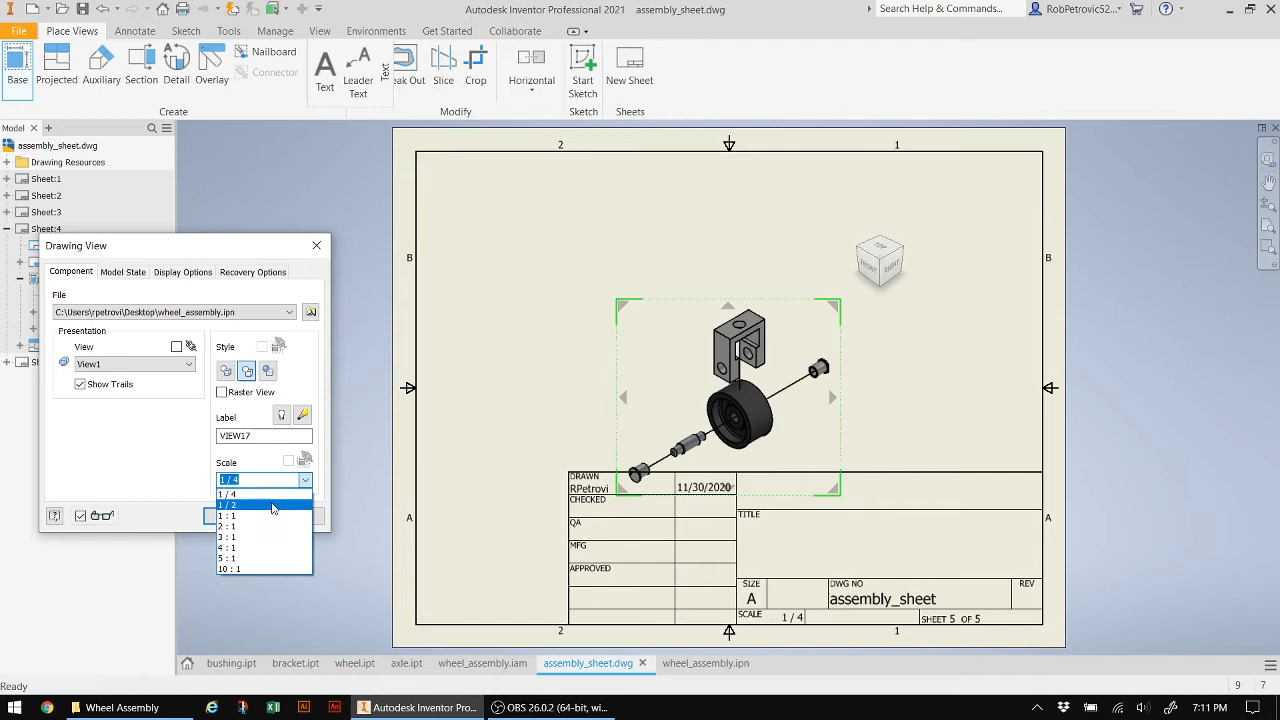 Autodesk Inventor Professional 2021 assembly_sheet.dwg
Search Help & Commands...
RobPetrovic52...
File
Place Views
Annotate
Sketch
Tools
Manage
View
Environments
Get Started
Collaborate
Base
Projected
Auxiliary
Section
Detail
Overlay
Nailboard
Connector
Text
Leader Text
Text
eak Out
Slice
Crop
Horizontal
Start Sketch
New Sheet
Create
Modify
Sketch
Sheets
Model
assembly_sheet.dwg
Drawing Resources
Sheet:1
Sheet:2
Sheet:3
Sheet:4
Drawing View
Component
Model State
Display Options
Recovery Options
File
C:\Users\rpetrovi\Desktop\wheel_assembly.ipn
Presentation
View
View1
Show Trails
Style
Raster View
Label
VIEW17
Scale
1 / 4
1 / 4
1 / 2
1 : 1
2 : 1
3 : 1
4 : 1
5 : 1
10 : 1
2
1
B
B
A
A
TOP
FRONT
RIGHT
DRAWN
RPetrovi
11/30/2020
CHECKED
QA
MFG
APPROVED
TITLE
SIZE
A
DWG NO
assembly_sheet
REV
SCALE
1 / 4
SHEET 5 OF 5
2
1
bushing.ipt
bracket.ipt
wheel.ipt
axle.ipt
wheel_assembly.iam
assembly_sheet.dwg
wheel_assembly.ipn
Ready
9
7
Wheel Assembly
Autodesk Inventor Pro...
OBS 26.0.2 (64-bit, wi...
7:11 PM